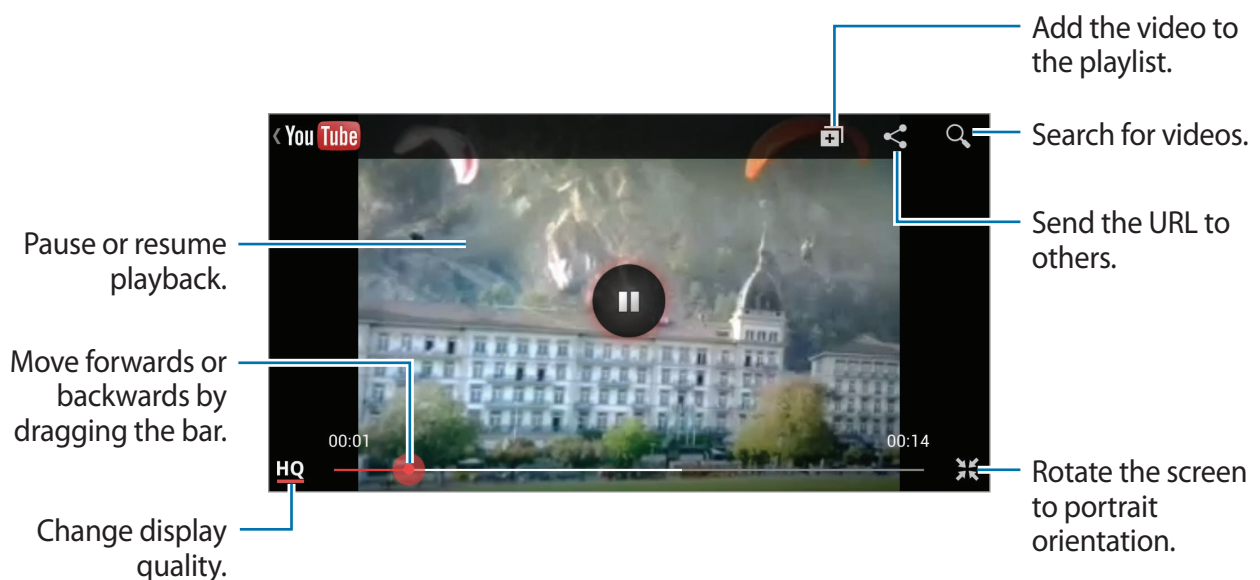 Add the video to
the playlist.
‹ You Tube
Search for videos.
Send the URL to
others.
Pause or resume
playback.
Move forwards or
backwards by
dragging the bar.
00:01
00:14
HQ
Rotate the screen
to portrait
orientation.
Change display
quality.